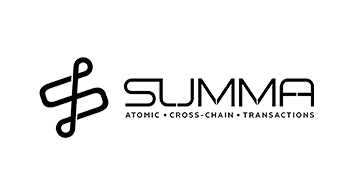 SUMMA
ATOMIC • CROSS-CHAIN • TRANSACTIONS